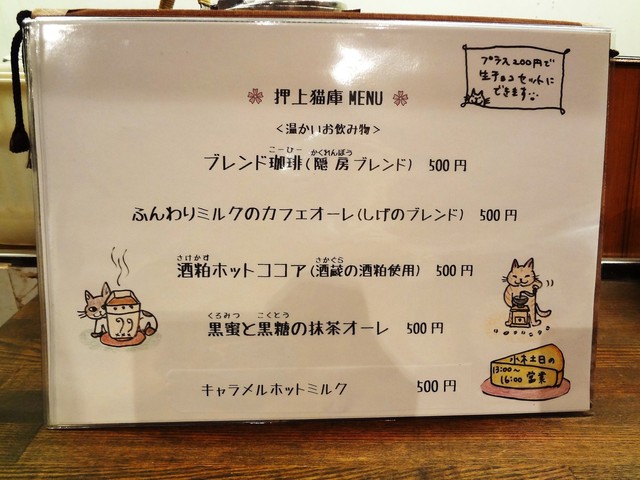 プラス200円で
生チョコセットに
できます
押上猫庫 MENU
<温かいお飲み物>
こーひー かくれんぼう
ブレンド珈琲(隠房ブレンド) 500円
ふんわりミルクのカフェオーレ(しげのブレンド) 500円
さけかす さかぐら
酒粕ホットココア(酒蔵の酒粕使用) 500円
くろみつ こくとう
黒蜜と黒糖の抹茶オーレ 500円
キャラメルホットミルク 500円
水木土日の
13:00~
16:00 営業